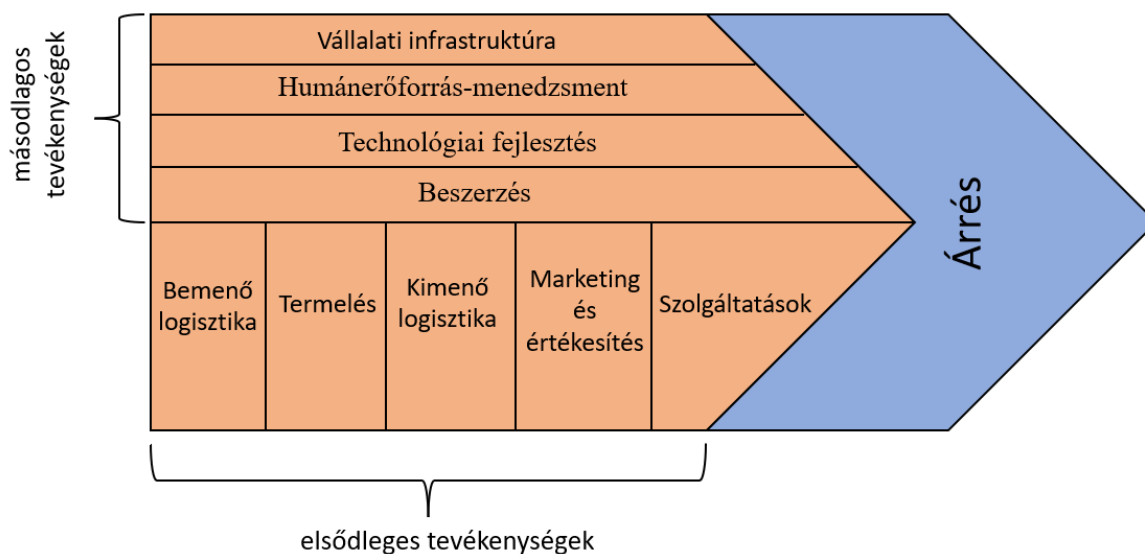 másodlagos
tevékenységek
Vállalati infrastruktúra
Humánerőforrás-menedzsment
Technológiai fejlesztés
Beszerzés
Bemenő
logisztika
Termelés
Kimenő
logisztika
Marketing
és
értékesítés
Szolgáltatások
Árrés
elsődleges tevékenységek